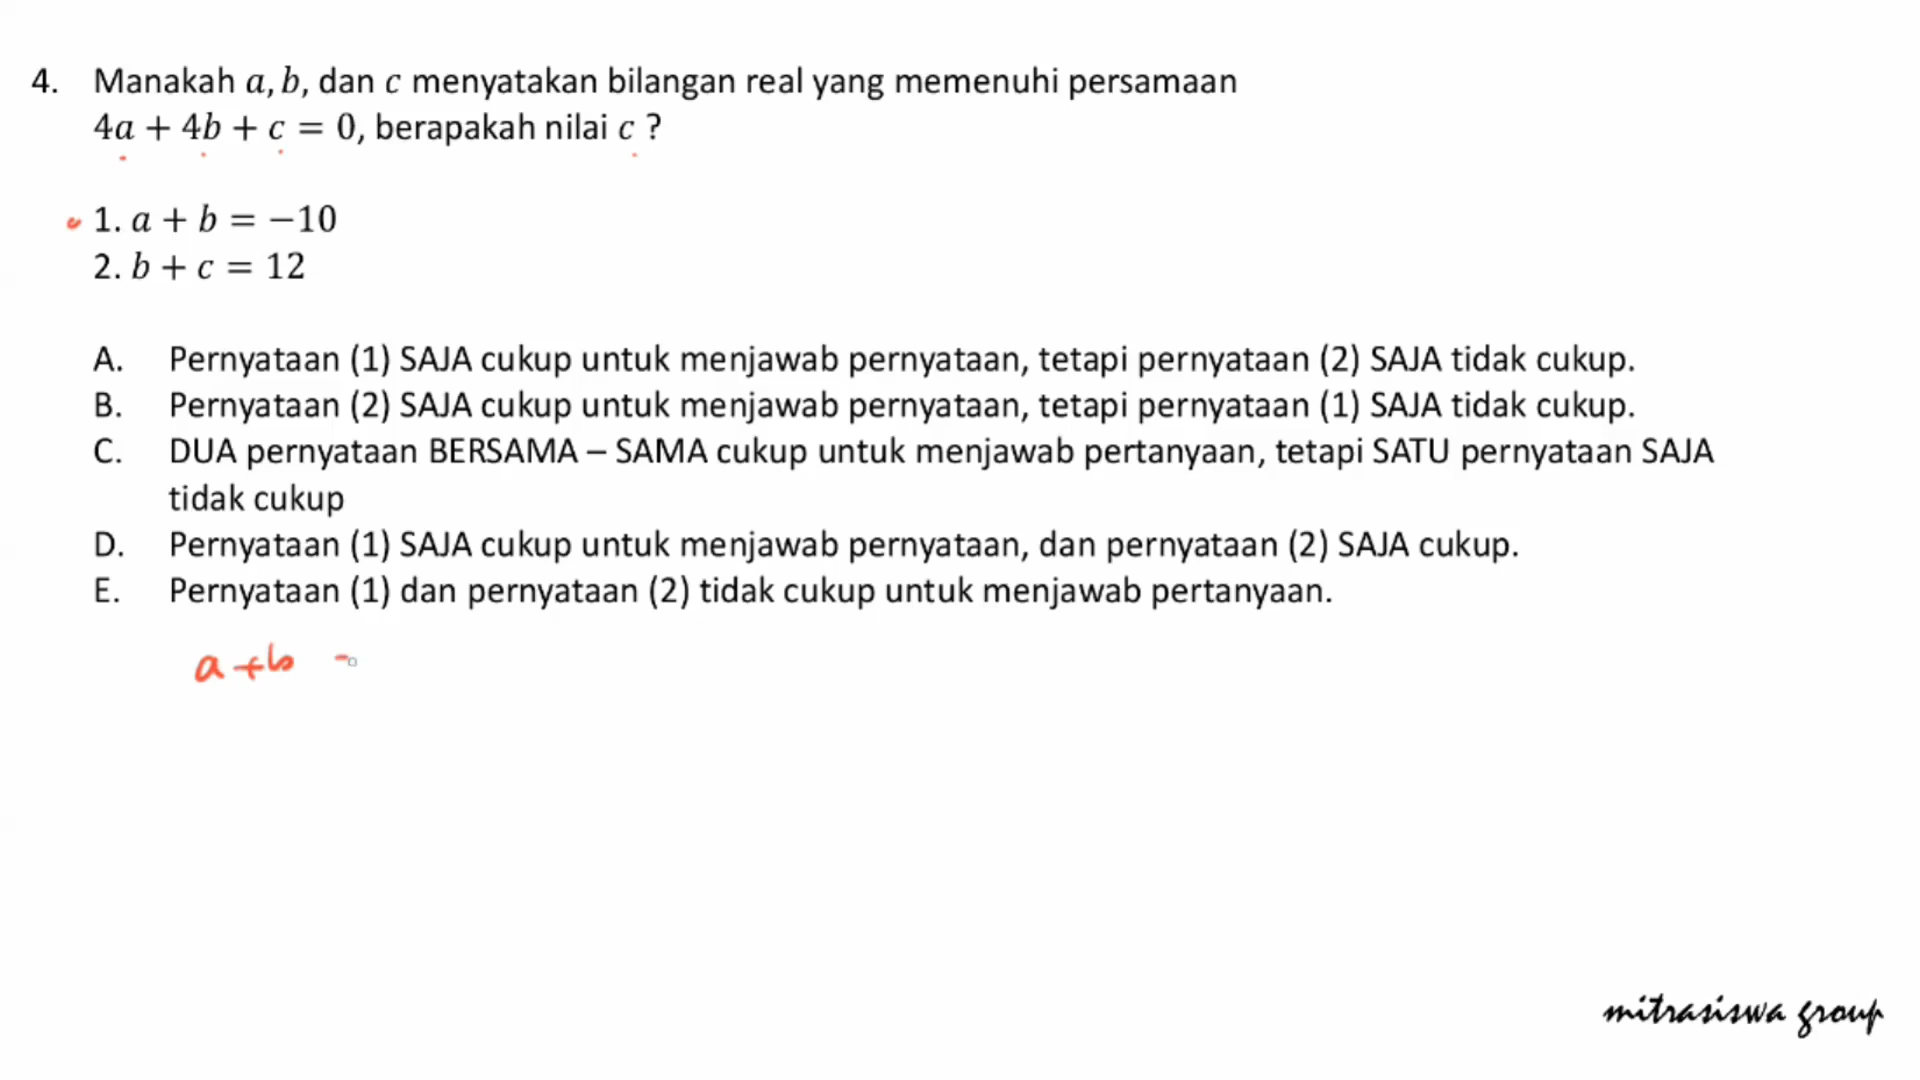 4. Manakah a, b, dan c menyatakan bilangan real yang memenuhi persamaan
4a + 4b + c = 0, berapakah nilai c ?
1. a + b = −10
2. b + c = 12
A. Pernyataan (1) SAJA cukup untuk menjawab pernyataan, tetapi pernyataan (2) SAJA tidak cukup.
B. Pernyataan (2) SAJA cukup untuk menjawab pernyataan, tetapi pernyataan (1) SAJA tidak cukup.
C. DUA pernyataan BERSAMA – SAMA cukup untuk menjawab pertanyaan, tetapi SATU pernyataan SAJA
tidak cukup
D. Pernyataan (1) SAJA cukup untuk menjawab pernyataan, dan pernyataan (2) SAJA cukup.
E. Pernyataan (1) dan pernyataan (2) tidak cukup untuk menjawab pertanyaan.
a + b -
mitrasiswa group